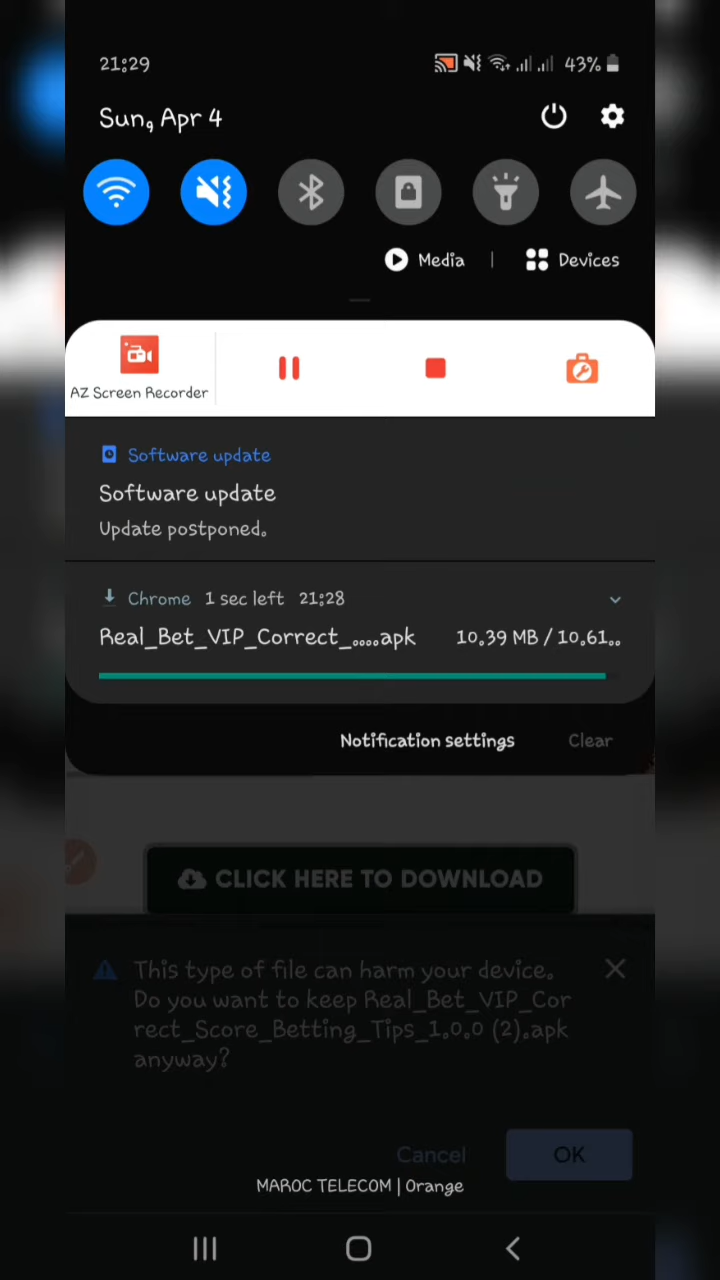 21:29
43%
Sun, Apr 4
Media | Devices
AZ Screen Recorder
Software update
Software update
Update postponed.
Chrome 1 sec left 21:28
Real_Bet_VIP_Correct_....apk 10.39 MB / 10.61..
Notification settings Clear
CLICK HERE TO DOWNLOAD
This type of file can harm your device.
Do you want to keep Real_Bet_VIP_Cor
rect_Score_Betting_Tips_1.0.0 (2).apk
anyway?
Cancel OK
MAROC TELECOM | Orange